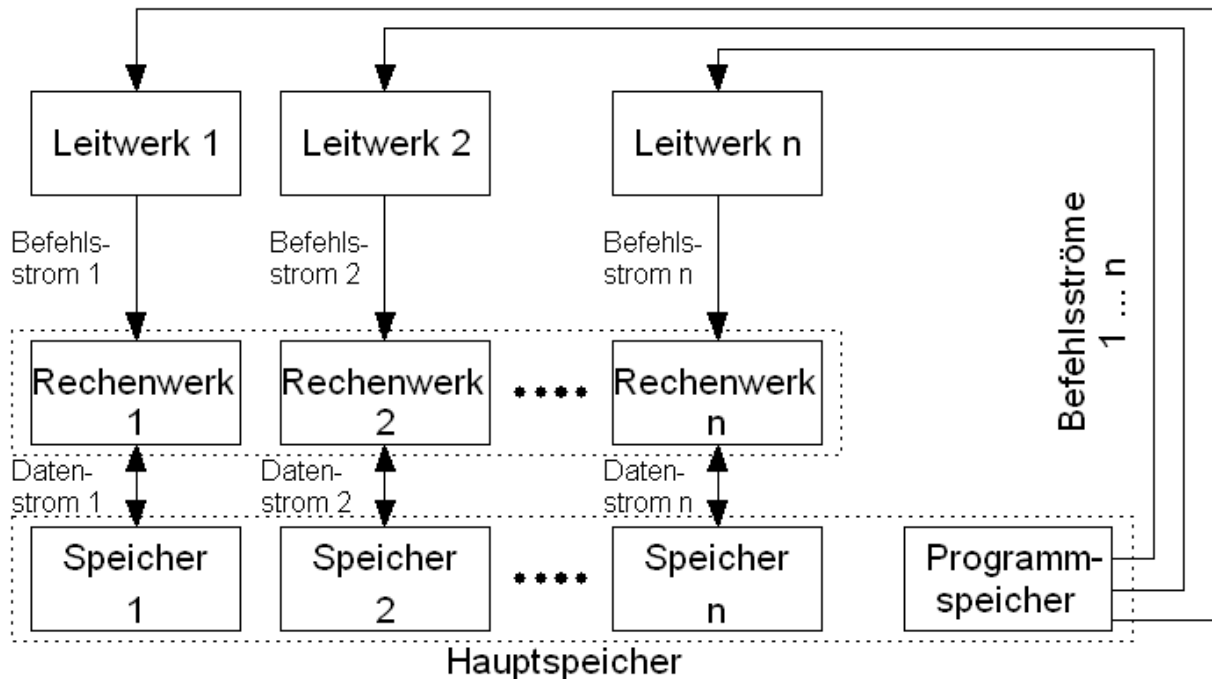 Leitwerk 1
Leitwerk 2
Leitwerk n
Befehls-
strom 1
Befehls-
strom 2
Befehls-
strom n
Befehlsströme
1 ... n
Rechenwerk
1
Rechenwerk
2
Rechenwerk
n
Daten-
strom 1
Daten-
strom 2
Daten-
strom n
Speicher
1
Speicher
2
Speicher
n
Programm-
speicher
Hauptspeicher